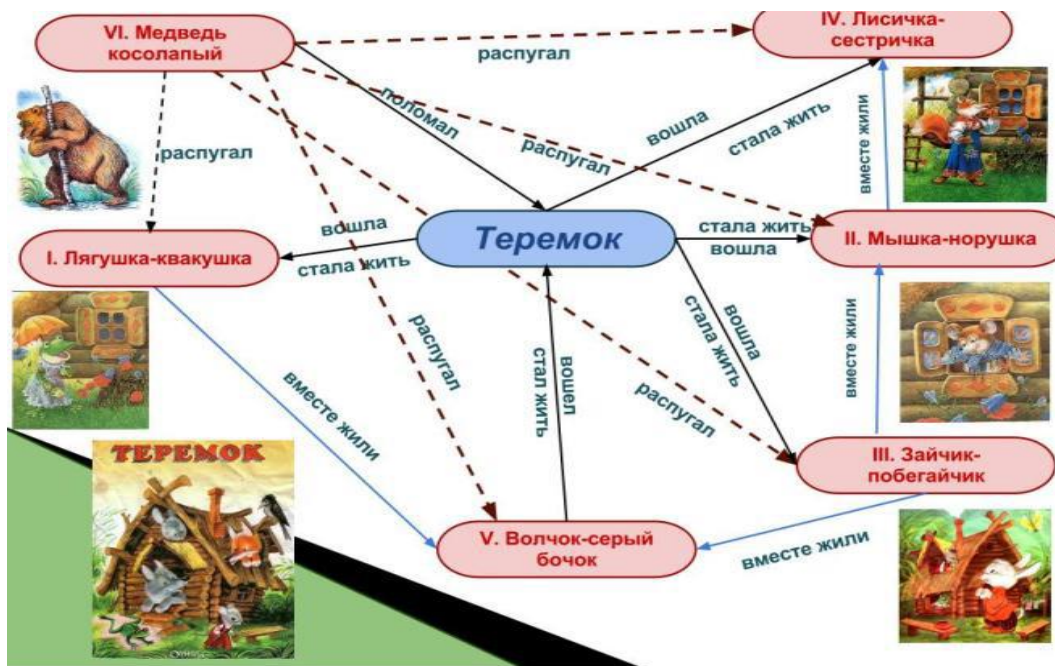 VI. Медведь
косолапый
IV. Лисичка-
сестричка
распугал
поломал
вошла
стала жить
вместе жили
распугал
распугал
Теремок
вошла
стала жить
I. Лягушка-квакушка
стала жить
вошла
II. Мышка-норушка
вошла
стала жить
вместе жили
распугал
вошел
стал жить
распугал
вместе жили
III. Зайчик-
побегайчик
V. Волчок-серый
бочок
вместе жили
ТЕРЕМОК